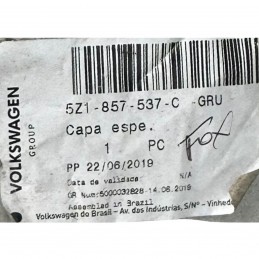 VOLKSWAGEN
GROUP
5Z1-857-537-C -GRU
Capa espe.
1 PC
Fox
PP 22/06/2019
Data de validade: N/A
GR Num:5000032828-14.06.2019
Assembled in Brazil
Volkswagen do Brasil - Av. das Indústrias, S/Nº - Vinhedo